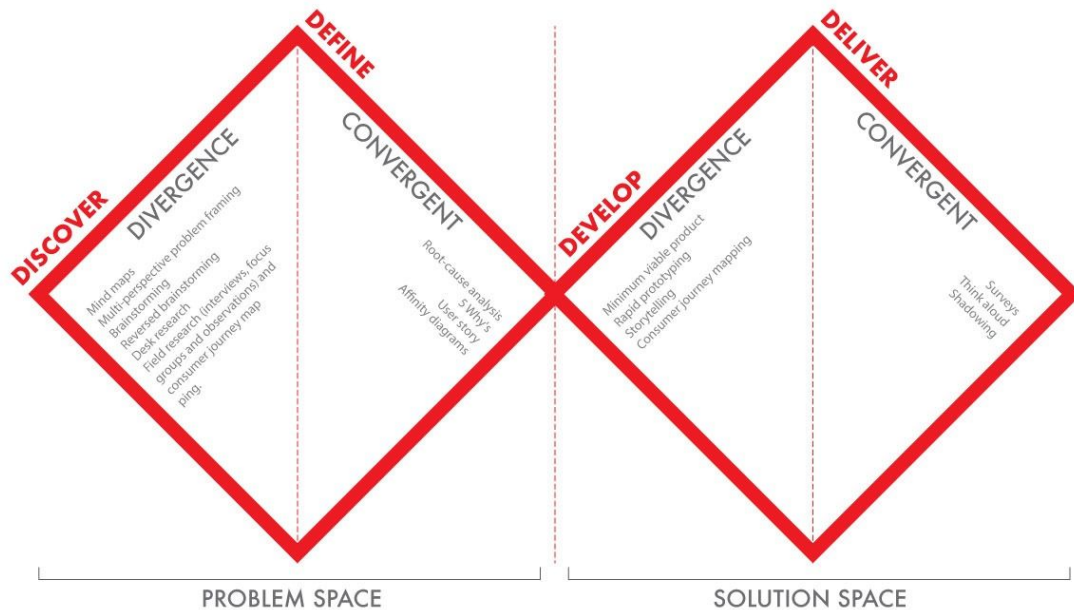 DISCOVER
DIVERGENCE
Mind maps
Multi-perspective problem framing
Brainstorming
Reversed brainstorming
Desk research
Field research (interviews, focus
groups and observations) and
consumer journey map
ping.
DEFINE
CONVERGENT
Root-cause analysis
5 Why's
User story
Affinity diagrams
DEVELOP
DIVERGENCE
Minimum viable product
Rapid prototyping
Storytelling
Consumer journey mapping
DELIVER
CONVERGENT
Surveys
Think aloud
Shadowing
PROBLEM SPACE
SOLUTION SPACE